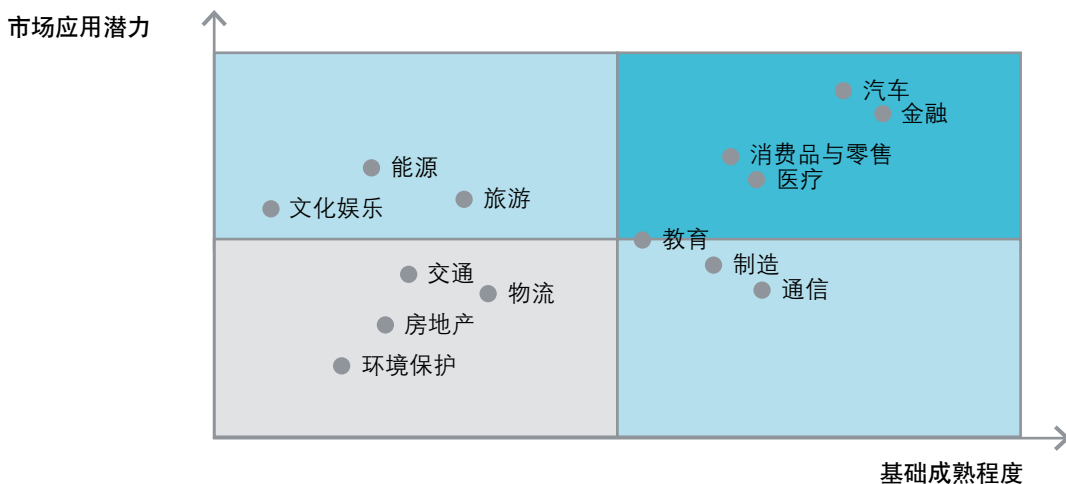 市场应用潜力
汽车
金融
消费品与零售
医疗
能源
旅游
文化娱乐
教育
制造
通信
交通
物流
房地产
环境保护
基础成熟程度